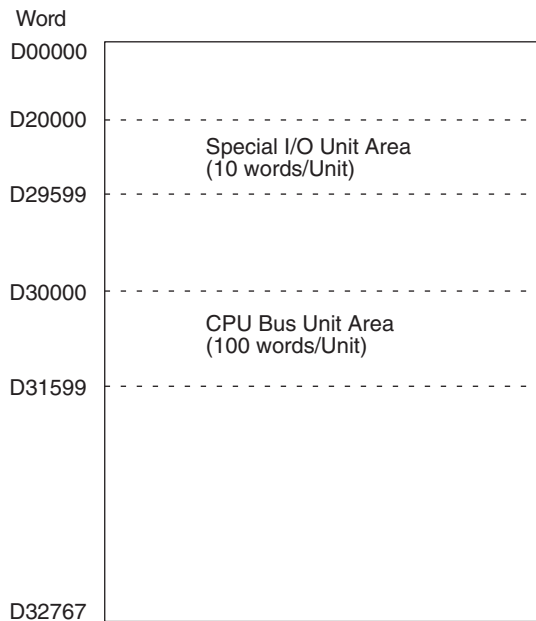 Word
D00000
D20000
Special I/O Unit Area
(10 words/Unit)
D29599
D30000
CPU Bus Unit Area
(100 words/Unit)
D31599
D32767